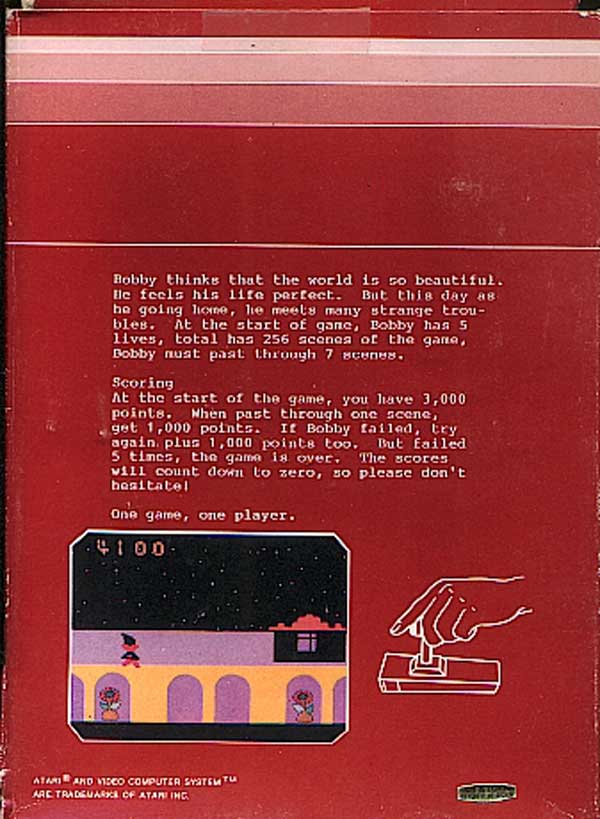 Bobby thinks that the world is so beautiful.
He feels his life perfect. But this day as
he going home, he meets many strange trou-
bles. At the start of game, Bobby has 5
lives, total has 256 scenes of the game,
Bobby must past through 7 scenes.
Scoring
At the start of the game, you have 3,000
points. When past through one scene,
get 1,000 points. If Bobby failed, try
again plus 1,000 points too. But failed
5 times, the game is over. The scores
will count down to zero, so please don't
hesitate!
One game, one player.
4100
ATARI® AND VIDEO COMPUTER SYSTEM™
ARE TRADEMARKS OF ATARI INC.